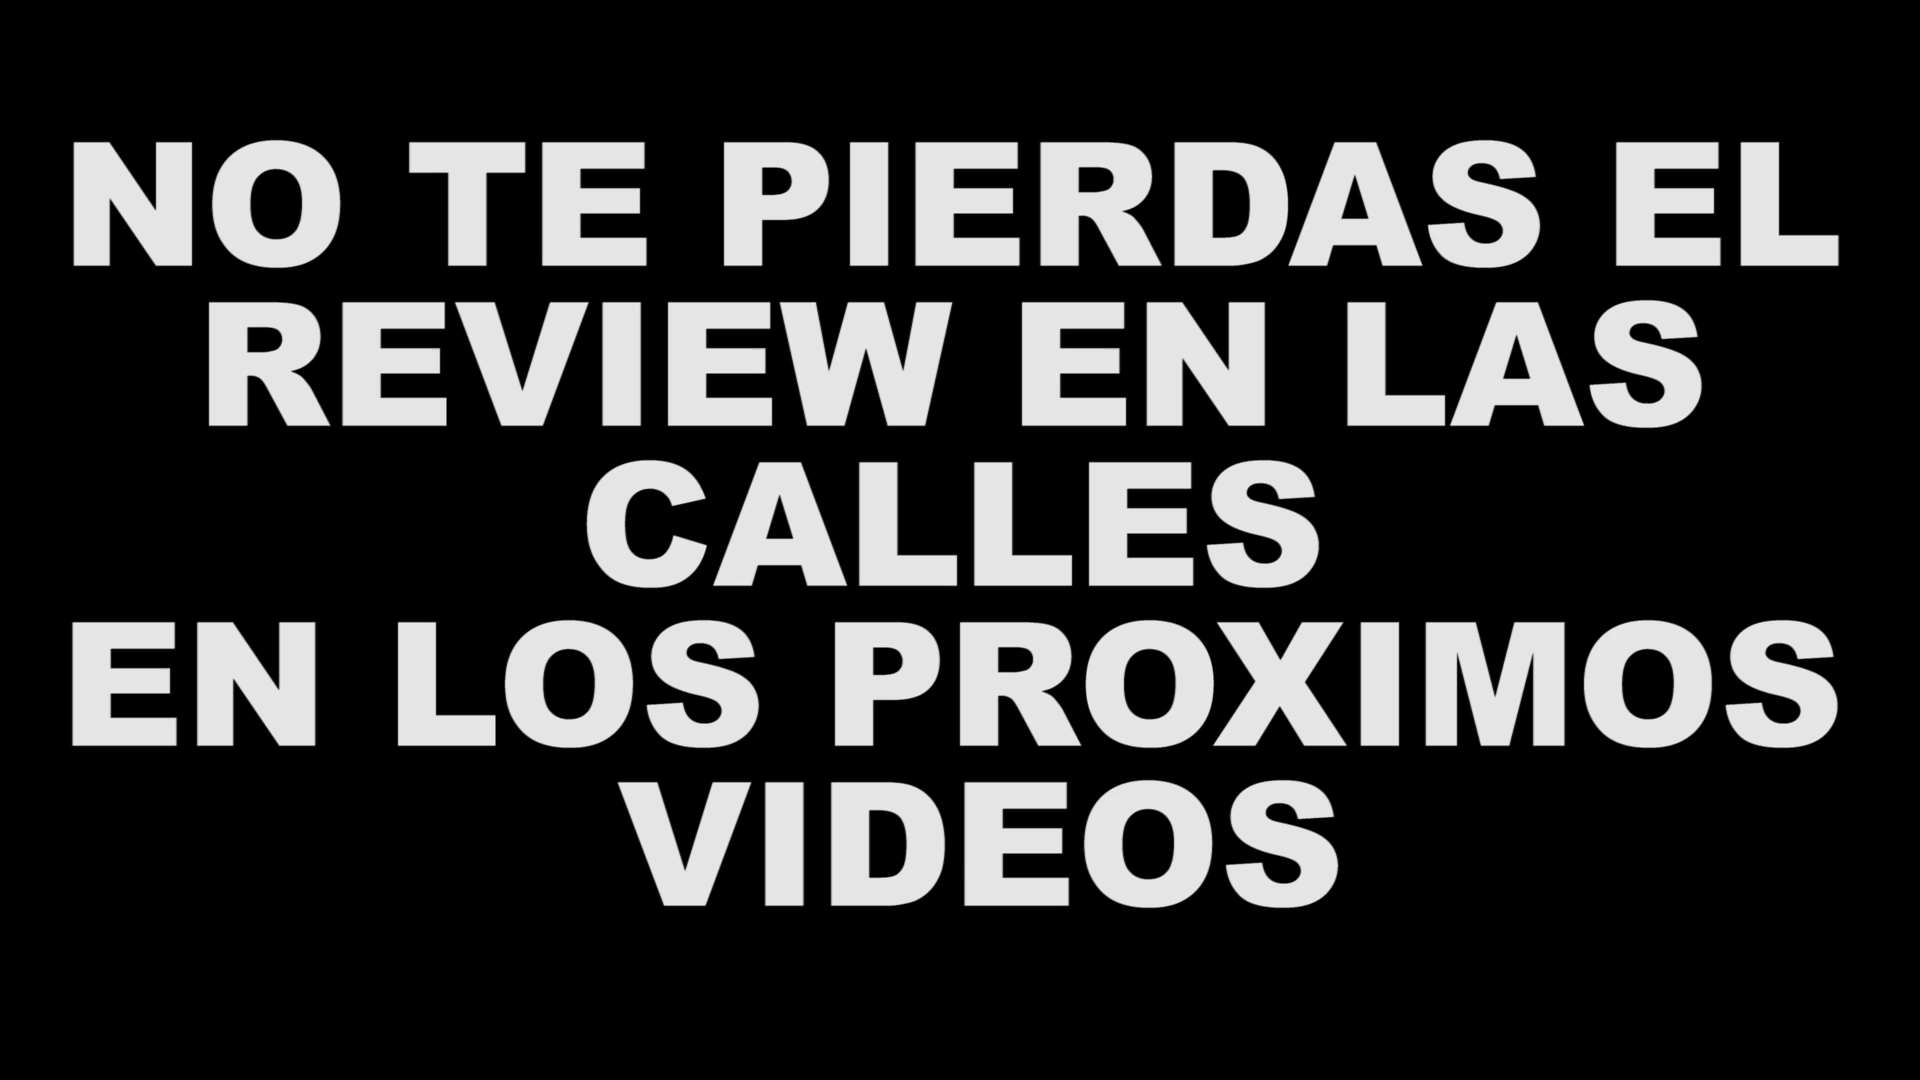 NO TE PIERDAS EL
REVIEW EN LAS
CALLES
EN LOS PROXIMOS
VIDEOS